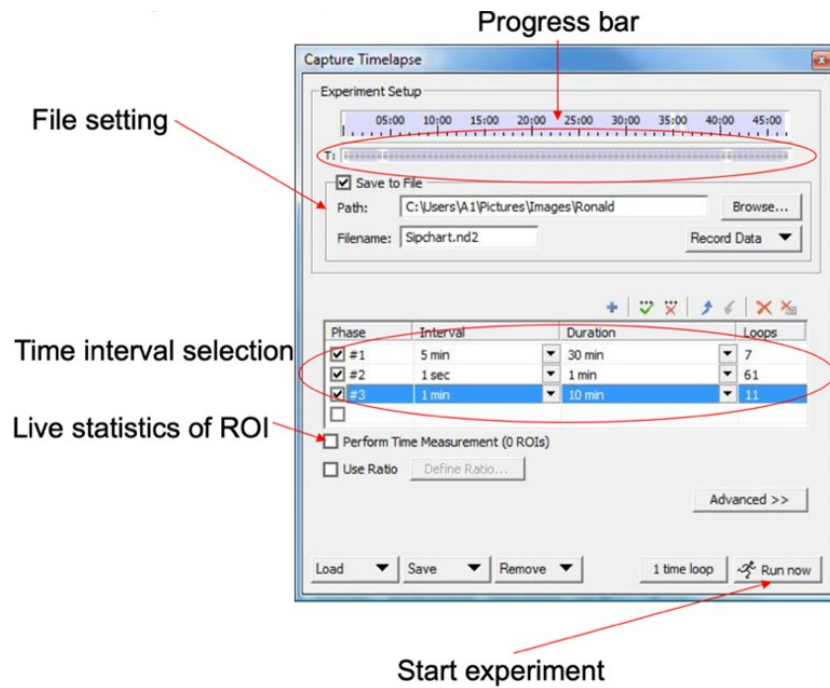 Progress bar
Capture Timelapse
Experiment Setup
File setting
05:00 10:00 15:00 20:00 25:00 30:00 35:00 40:00 45:00
T:
Save to File
Path: C:\Users\A1\Pictures\Images\Ronald Browse...
Filename: Sipchart.nd2 Record Data
Phase Interval Duration Loops
Time interval selection
#1 5 min 30 min 7
#2 1 sec 1 min 61
#3 1 min 10 min 11
Live statistics of ROI
Perform Time Measurement (0 ROIs)
Use Ratio Define Ratio...
Advanced >>
Load Save Remove 1 time loop Run now
Start experiment